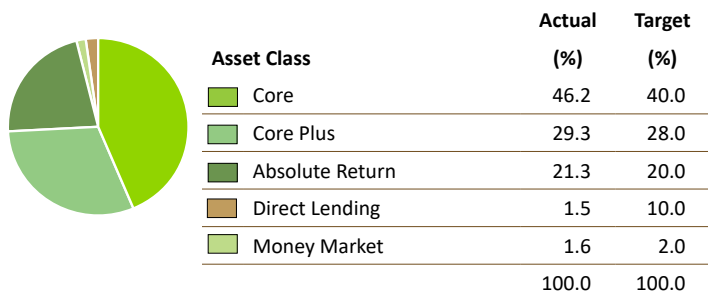 Actual Target
Asset Class (%) (%)
Core 46.2 40.0
Core Plus 29.3 28.0
Absolute Return 21.3 20.0
Direct Lending 1.5 10.0
Money Market 1.6 2.0
100.0 100.0